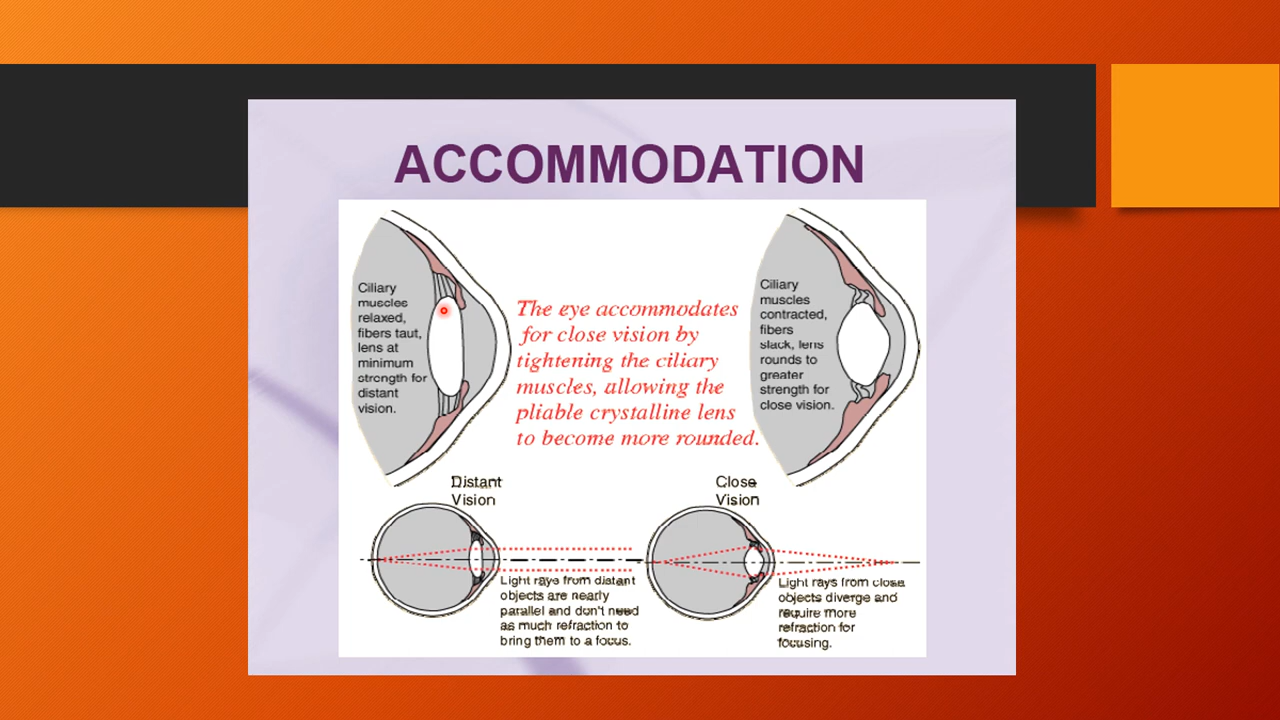 ACCOMMODATION
Ciliary
muscles
relaxed,
fibers taut,
lens at
minimum
strength for
distant
vision.
The eye accommodates
for close vision by
tightening the ciliary
muscles, allowing the
pliable crystalline lens
to become more rounded.
Ciliary
muscles
contracted,
fibers
slack, lens
rounds to
greater
strength for
close vision.
Distant
Vision
Light rays from distant
objects are nearly
parallel and don't need
as much refraction to
bring them to a focus.
Close
Vision
Light rays from close
objects diverge and
require more
refraction for
focusing.